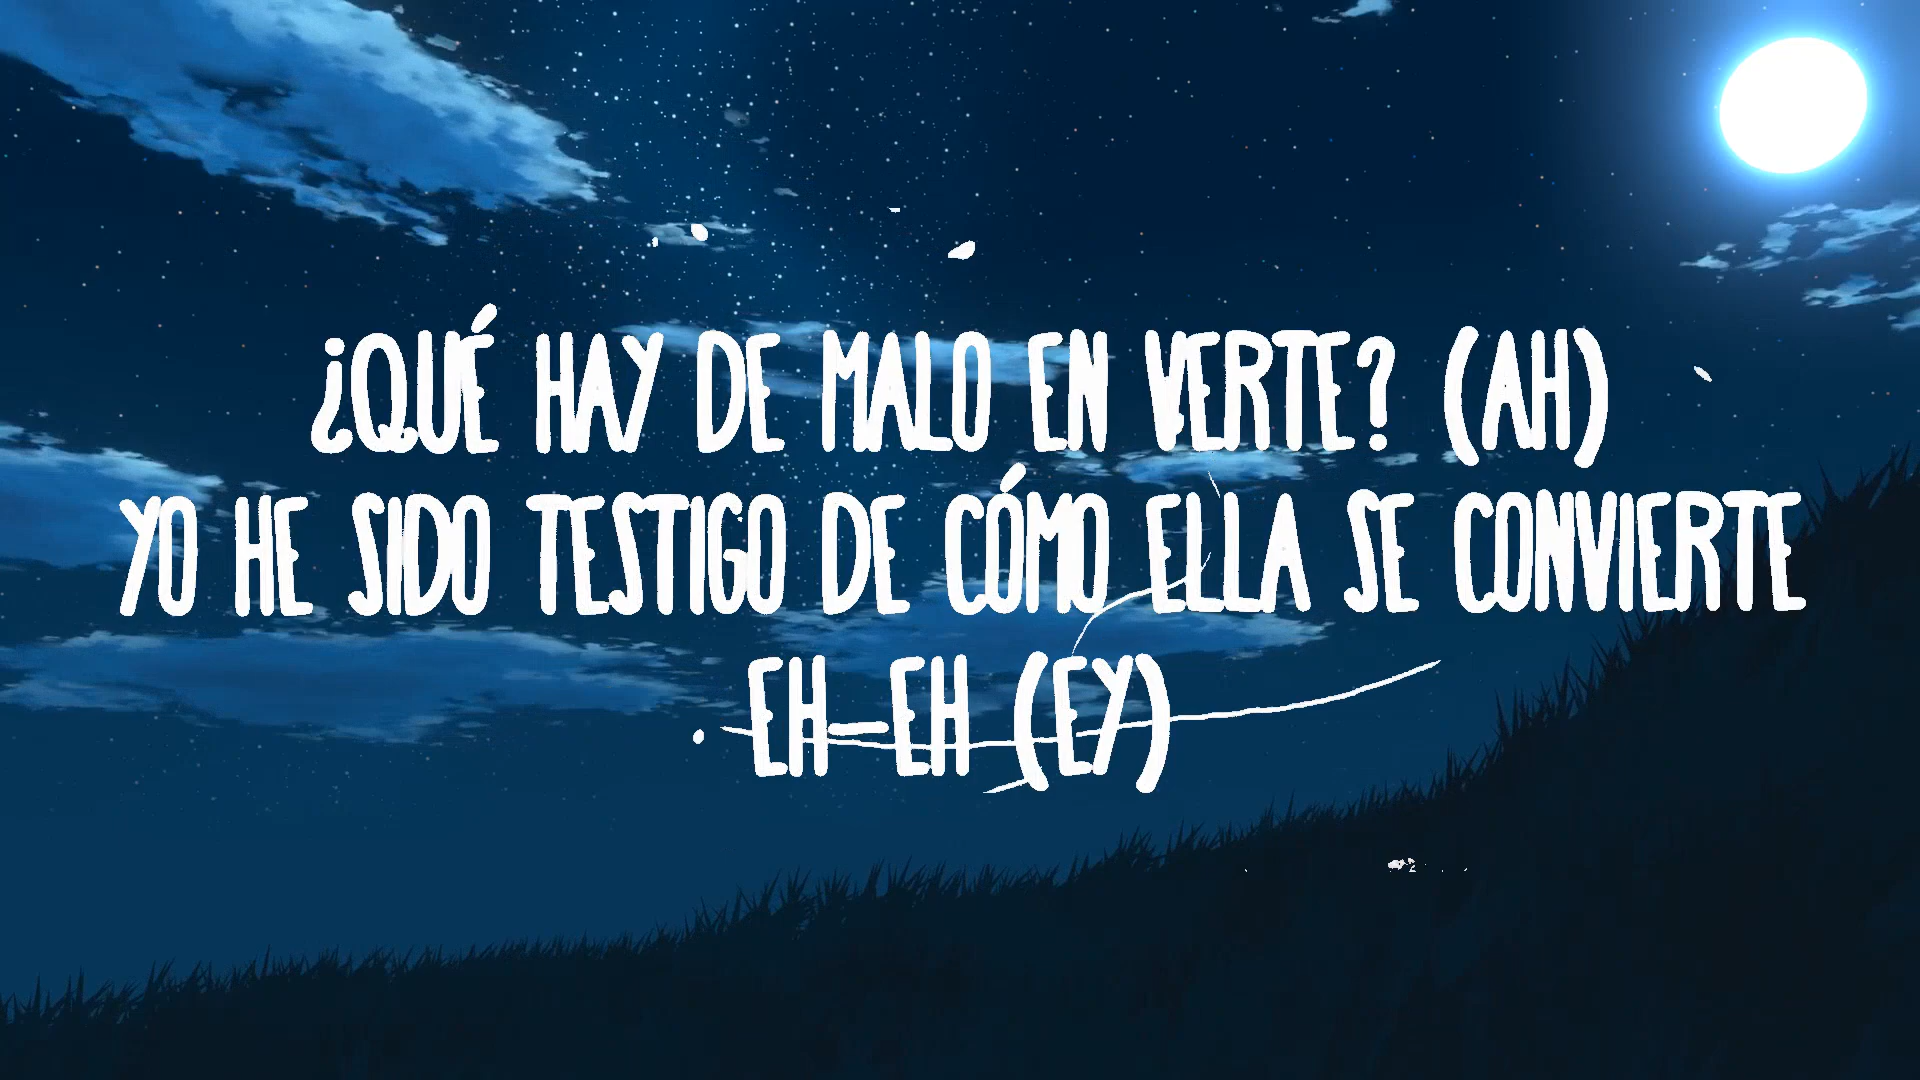 ¿QUÉ HAY DE MALO EN VERTE? (AH)
YO HE SIDO TESTIGO DE CÓMO ELLA SE CONVIERTE
EH-EH (EY)